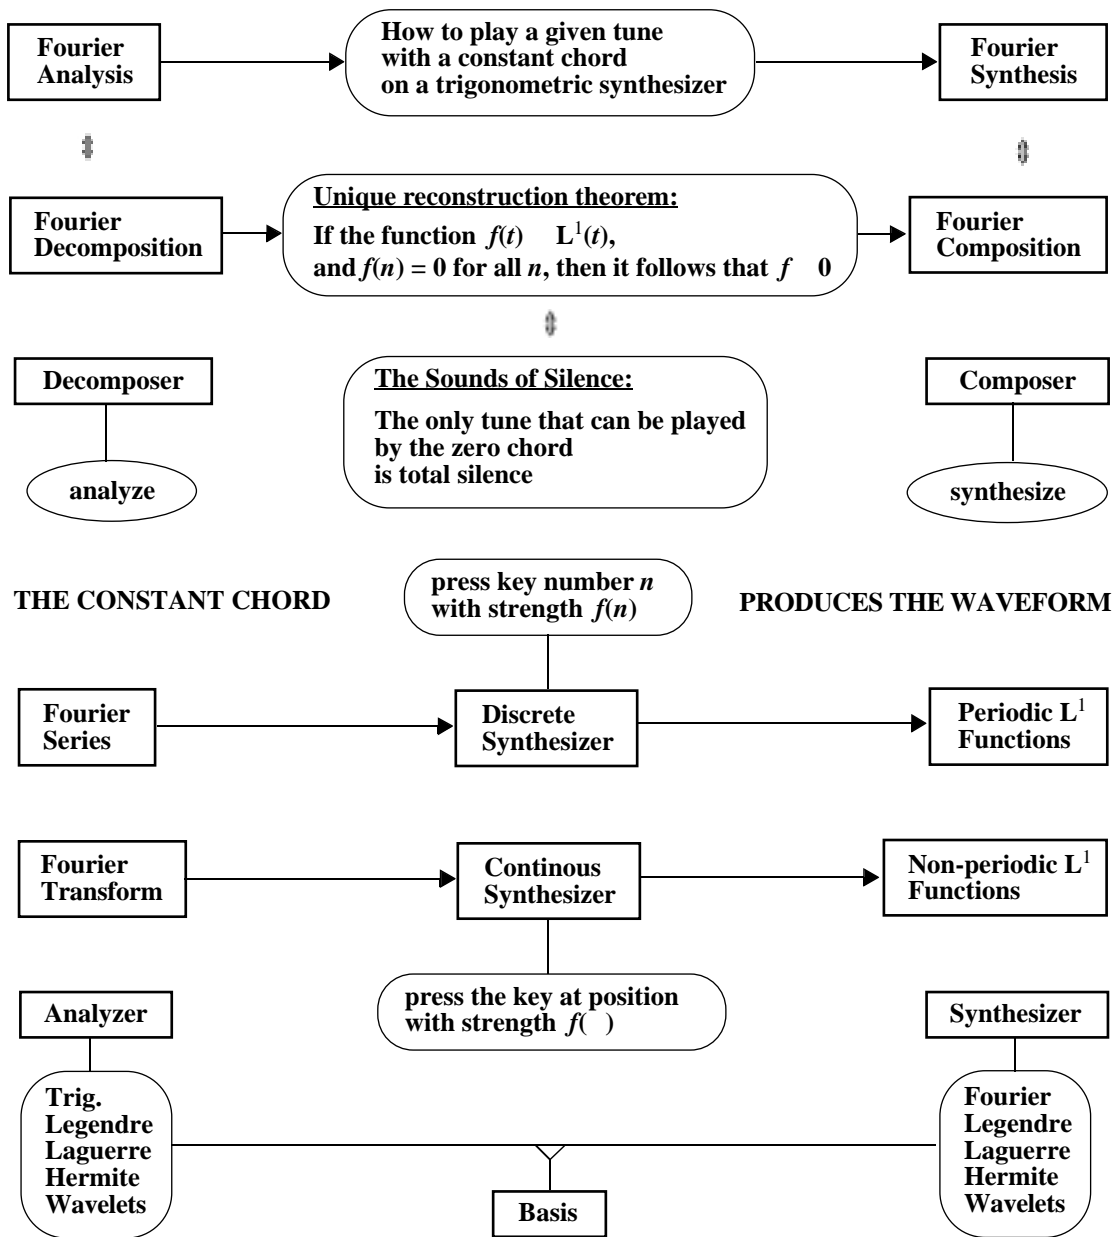 Fourier
Analysis
How to play a given tune
with a constant chord
on a trigonometric synthesizer
Fourier
Synthesis
Fourier
Decomposition
Unique reconstruction theorem:
If the function f(t) L¹(t),
and f(n) = 0 for all n, then it follows that f 0
Fourier
Composition
Decomposer
analyze
The Sounds of Silence:
The only tune that can be played
by the zero chord
is total silence
Composer
synthesize
THE CONSTANT CHORD
press key number n
with strength f(n)
PRODUCES THE WAVEFORM
Fourier
Series
Discrete
Synthesizer
Periodic L¹
Functions
Fourier
Transform
Continous
Synthesizer
Non-periodic L¹
Functions
press the key at position
with strength f( )
Analyzer
Trig.
Legendre
Laguerre
Hermite
Wavelets
Synthesizer
Fourier
Legendre
Laguerre
Hermite
Wavelets
Basis